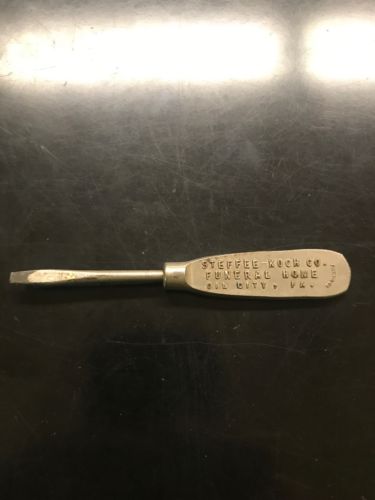 STEFFEE-KOCH CO.
FUNERAL HOME
OIL CITY, PA.